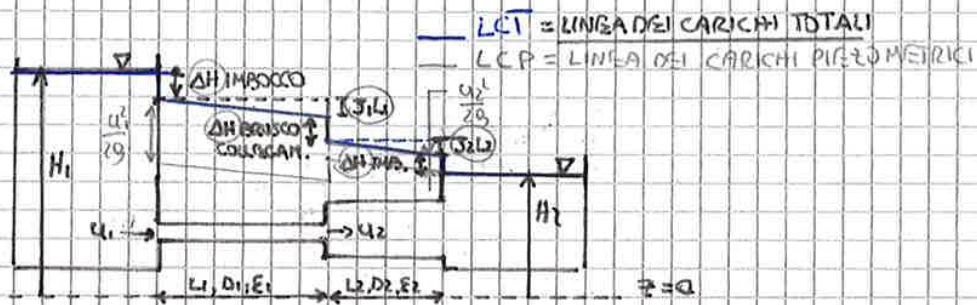 LCT = LINEA DEI CARICHI TOTALI
LCP = LINEA DEI CARICHI PIEZOMETRICI
ΔH IMBOCCO
u₁²/2g
H₁
J₁L₁
u₂²/2g
ΔH BRUSCO
COLLEGAM.
J₂L₂
ΔH IMB.
H₂
u₁
u₂
L₁, D₁, ε₁
L₂, D₂, ε₂
z=0